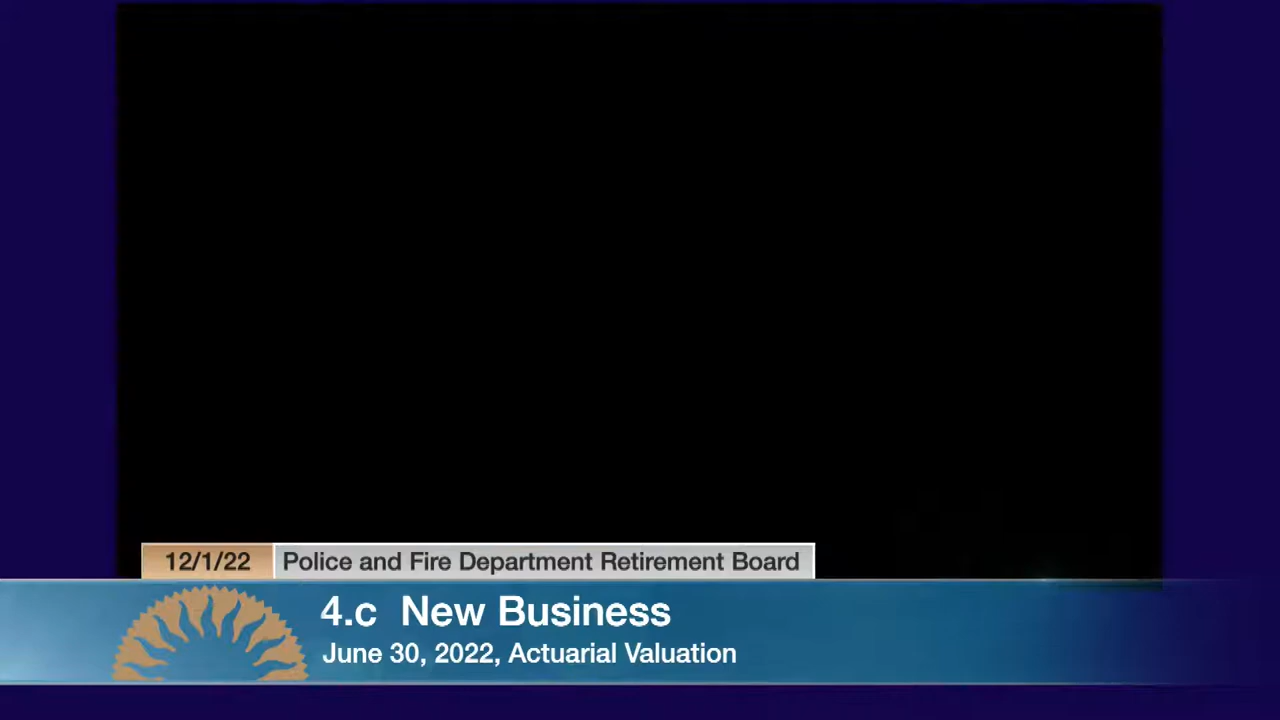 12/1/22 Police and Fire Department Retirement Board
4.c New Business
June 30, 2022, Actuarial Valuation